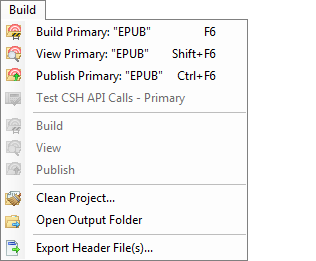 Build
Build Primary: "EPUB" F6
View Primary: "EPUB" Shift+F6
Publish Primary: "EPUB" Ctrl+F6
Test CSH API Calls - Primary
Build
View
Publish
Clean Project...
Open Output Folder
Export Header File(s)...